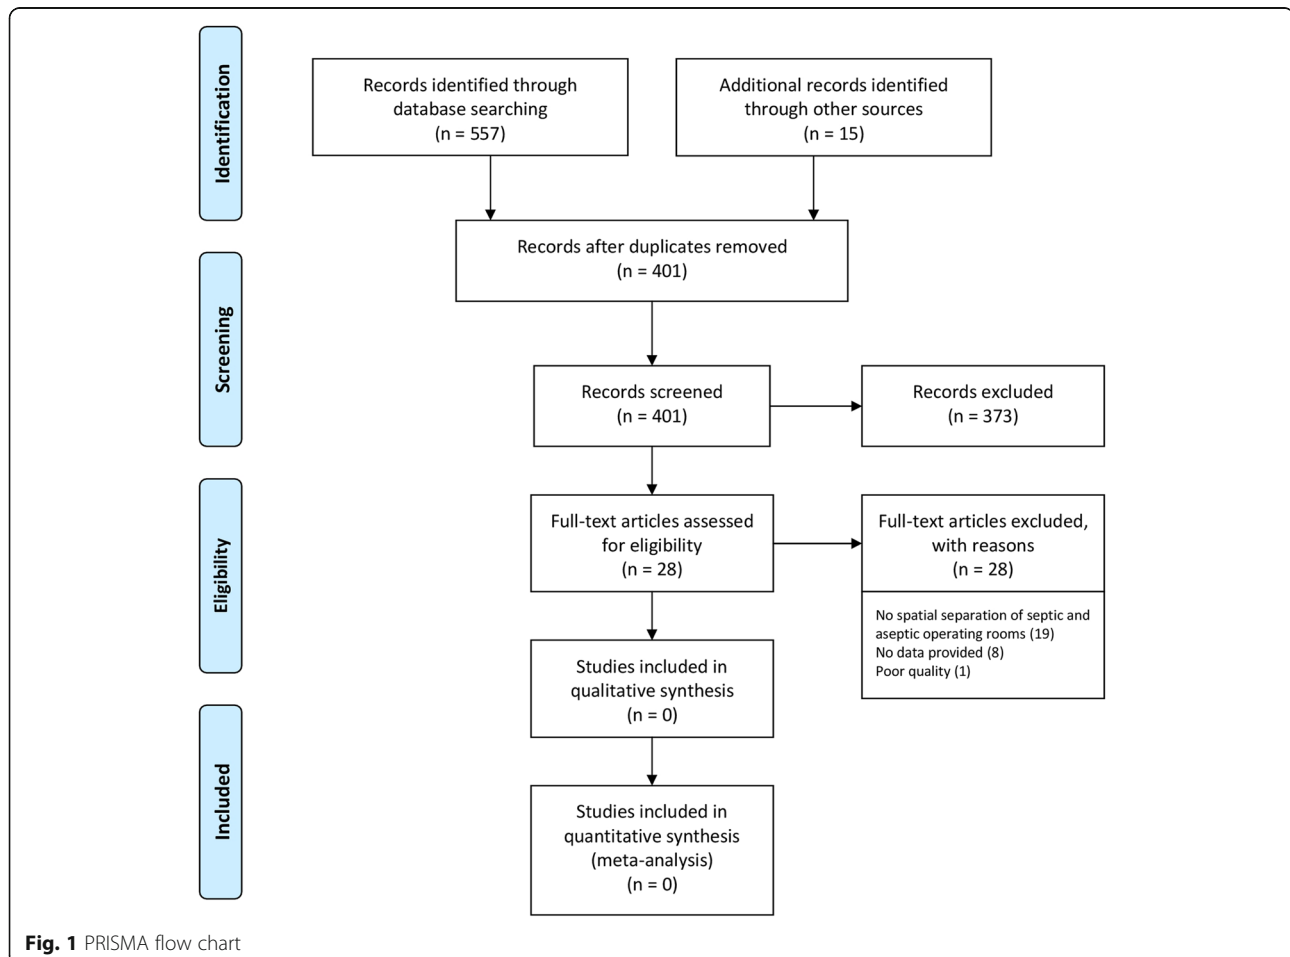 Identification
Records identified through
database searching
(n = 557)
Additional records identified
through other sources
(n = 15)
Records after duplicates removed
(n = 401)
Screening
Records screened
(n = 401)
Records excluded
(n = 373)
Eligibility
Full-text articles assessed
for eligibility
(n = 28)
Full-text articles excluded,
with reasons
(n = 28)
No spatial separation of septic and
aseptic operating rooms (19)
No data provided (8)
Poor quality (1)
Studies included in
qualitative synthesis
(n = 0)
Included
Studies included in
quantitative synthesis
(meta-analysis)
(n = 0)
Fig. 1 PRISMA flow chart